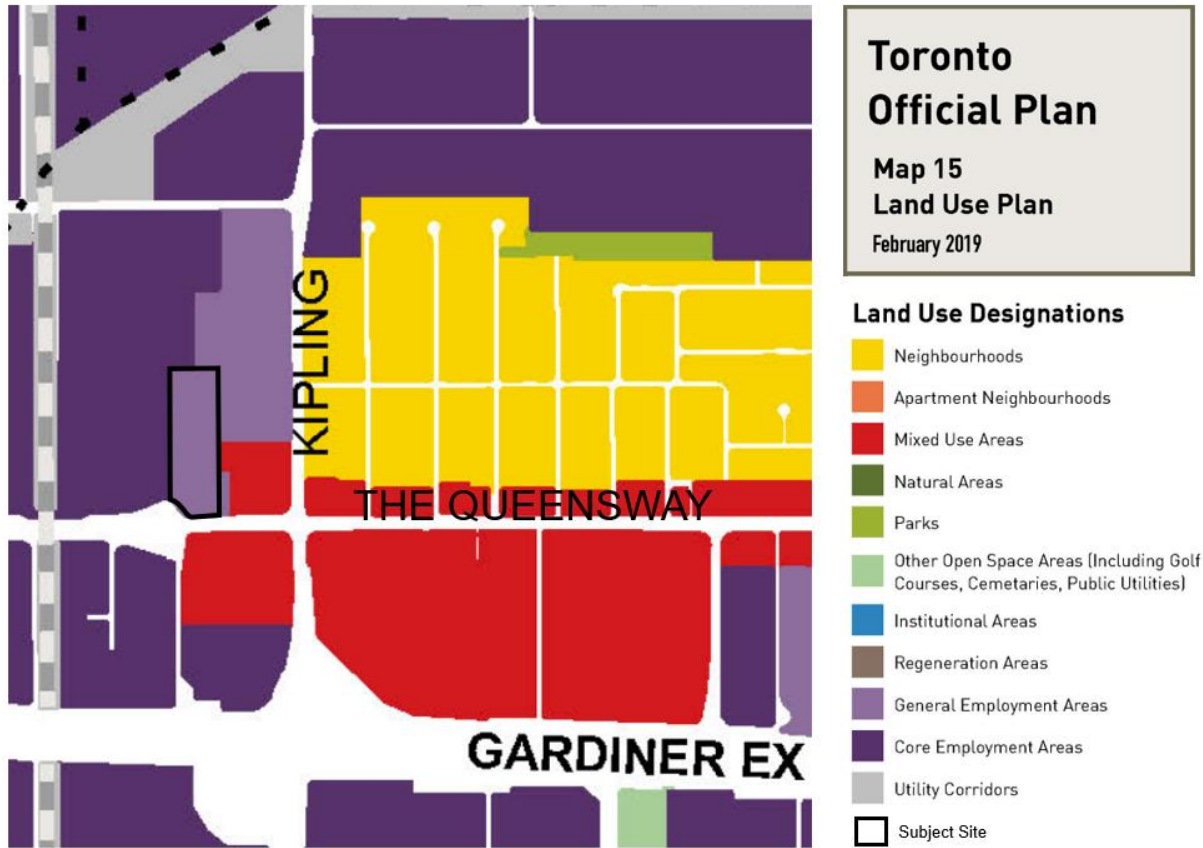 Toronto
Official Plan
Map 15
Land Use Plan
February 2019
KIPLING
THE QUEENSWAY
GARDINER EX
Land Use Designations
Neighbourhoods
Apartment Neighbourhoods
Mixed Use Areas
Natural Areas
Parks
Other Open Space Areas (Including Golf
Courses, Cemetaries, Public Utilities)
Institutional Areas
Regeneration Areas
General Employment Areas
Core Employment Areas
Utility Corridors
Subject Site